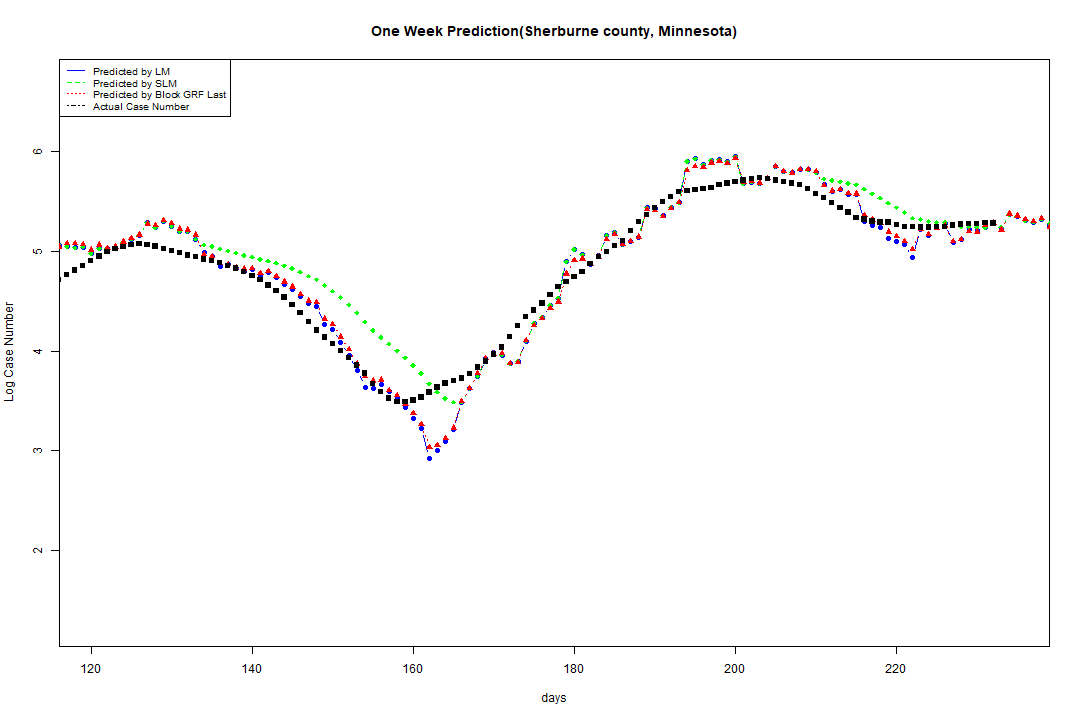 One Week Prediction(Sherburne county, Minnesota)
Predicted by LM
Predicted by SLM
Predicted by Block GRF Last
Actual Case Number
6
5
4
3
2
Log Case Number
120 140 160 180 200 220
days